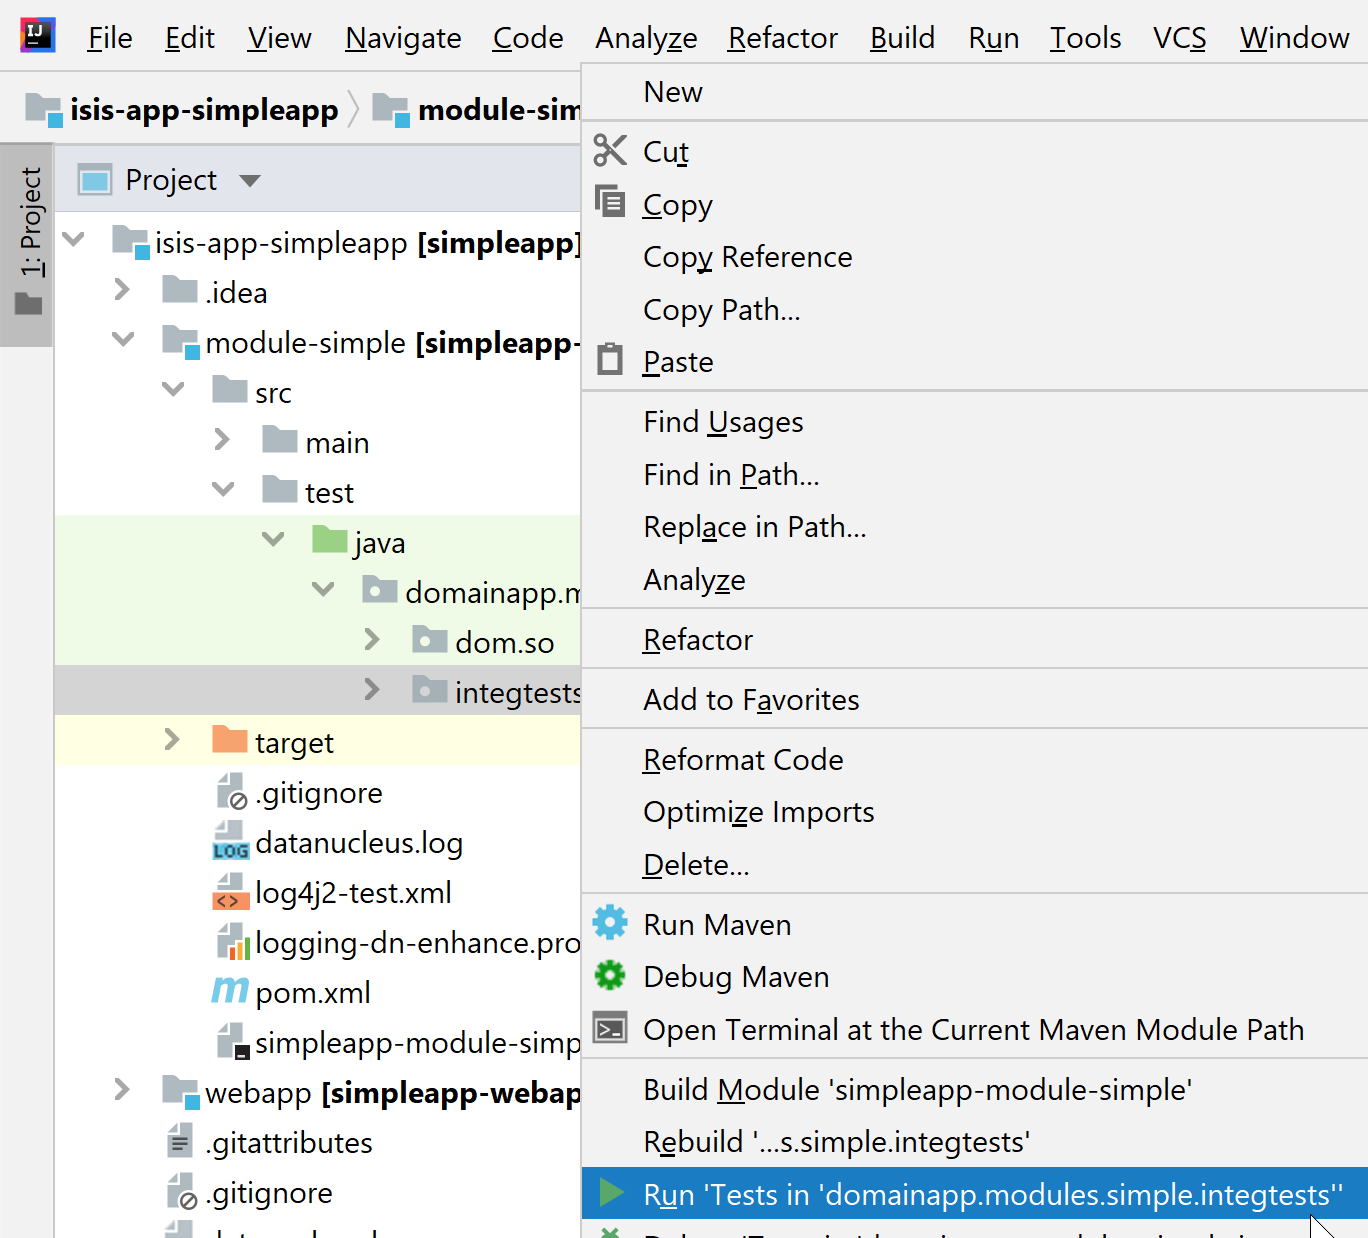 IJ
File Edit View Navigate Code Analyze Refactor Build Run Tools VCS Window
isis-app-simpleapp module-sim
1: Project
Project
isis-app-simpleapp [simpleapp]
.idea
module-simple [simpleapp-
src
main
test
java
domainapp.m
dom.so
integtests
target
.gitignore
datanucleus.log
LOG
log4j2-test.xml
logging-dn-enhance.pro
m pom.xml
simpleapp-module-simp
webapp [simpleapp-webap
.gitattributes
.gitignore
New
Cut
Copy
Copy Reference
Copy Path...
Paste
Find Usages
Find in Path...
Replace in Path...
Analyze
Refactor
Add to Favorites
Reformat Code
Optimize Imports
Delete...
Run Maven
Debug Maven
Open Terminal at the Current Maven Module Path
Build Module 'simpleapp-module-simple'
Rebuild '...s.simple.integtests'
Run 'Tests in 'domainapp.modules.simple.integtests''